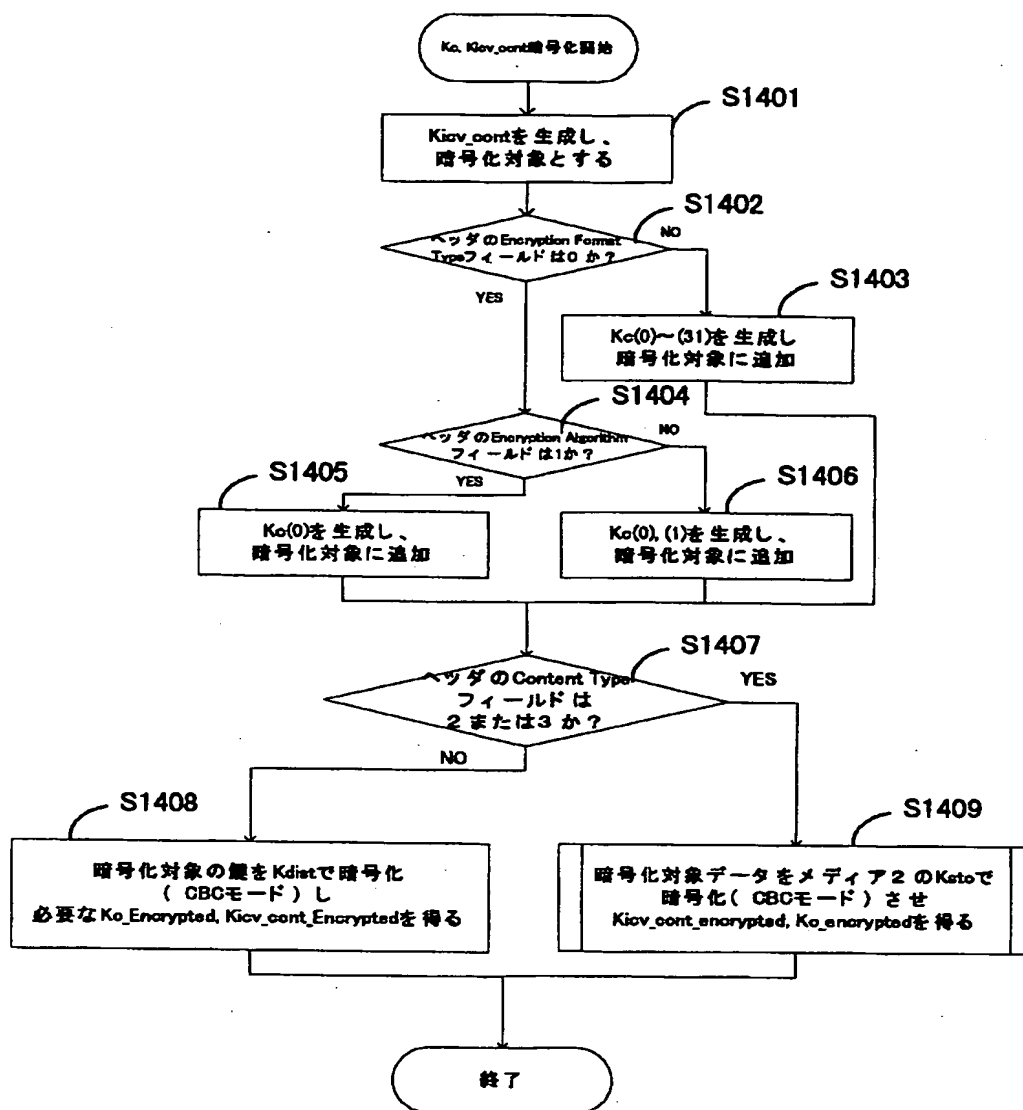 Kc, Kicv_cont暗号化開始
S1401
Kicv_contを生成し、
暗号化対象とする
S1402
ヘッダのEncryption Format
Typeフィールドは0か？
NO
YES
S1403
Kc(0)～(31)を生成し
暗号化対象に追加
S1404
ヘッダのEncryption Algorithm
フィールドは1か？
NO
YES
S1405
Kc(0)を生成し、
暗号化対象に追加
S1406
Kc(0),(1)を生成し、
暗号化対象に追加
S1407
ヘッダのContent Type
フィールドは
2または3か？
YES
NO
S1408
暗号化対象の鍵をKdistで暗号化
(CBCモード)し
必要なKc_Encrypted, Kicv_cont_Encryptedを得る
S1409
暗号化対象データをメディア2のKstoで
暗号化(CBCモード)させ
Kicv_cont_encrypted, Kc_encryptedを得る
終了